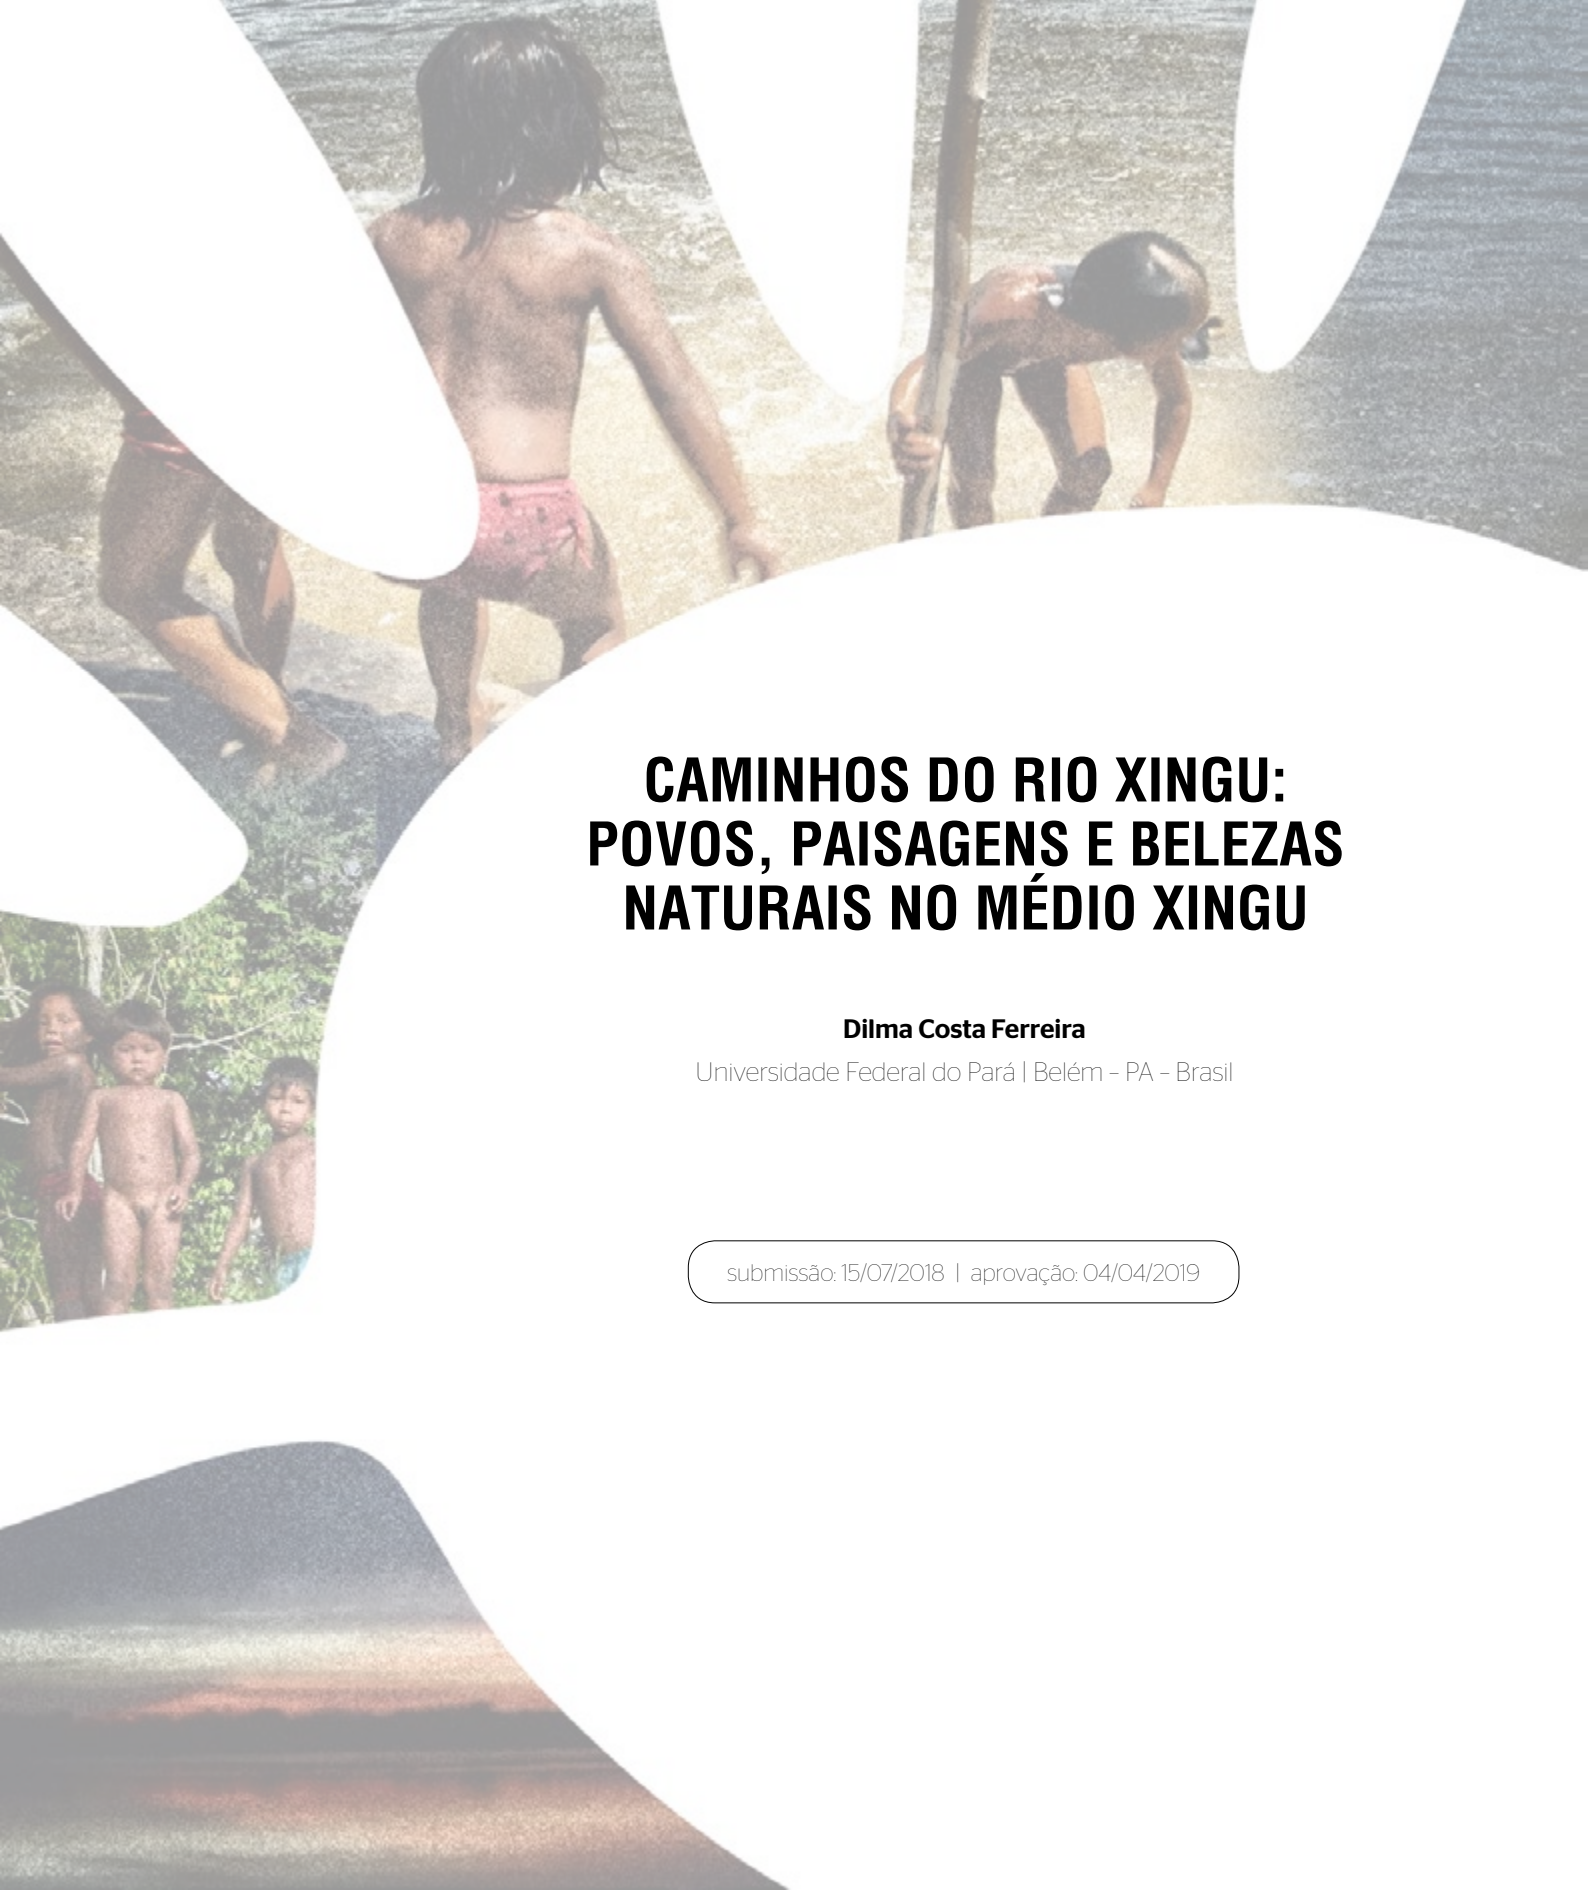 CAMINHOS DO RIO XINGU:
POVOS, PAISAGENS E BELEZAS
NATURAIS NO MÉDIO XINGU
Dilma Costa Ferreira
Universidade Federal do Pará | Belém – PA – Brasil
submissão: 15/07/2018 | aprovação: 04/04/2019